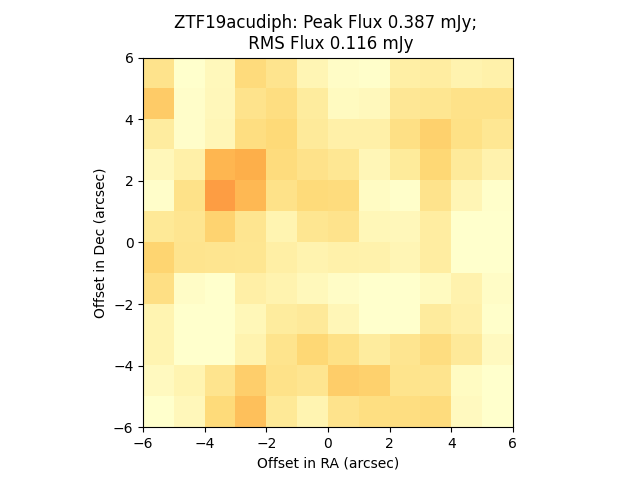 ZTF19acudiph: Peak Flux 0.387 mJy;
RMS Flux 0.116 mJy
6
4
2
0
−2
−4
−6
Offset in Dec (arcsec)
−6 −4 −2 0 2 4 6
Offset in RA (arcsec)